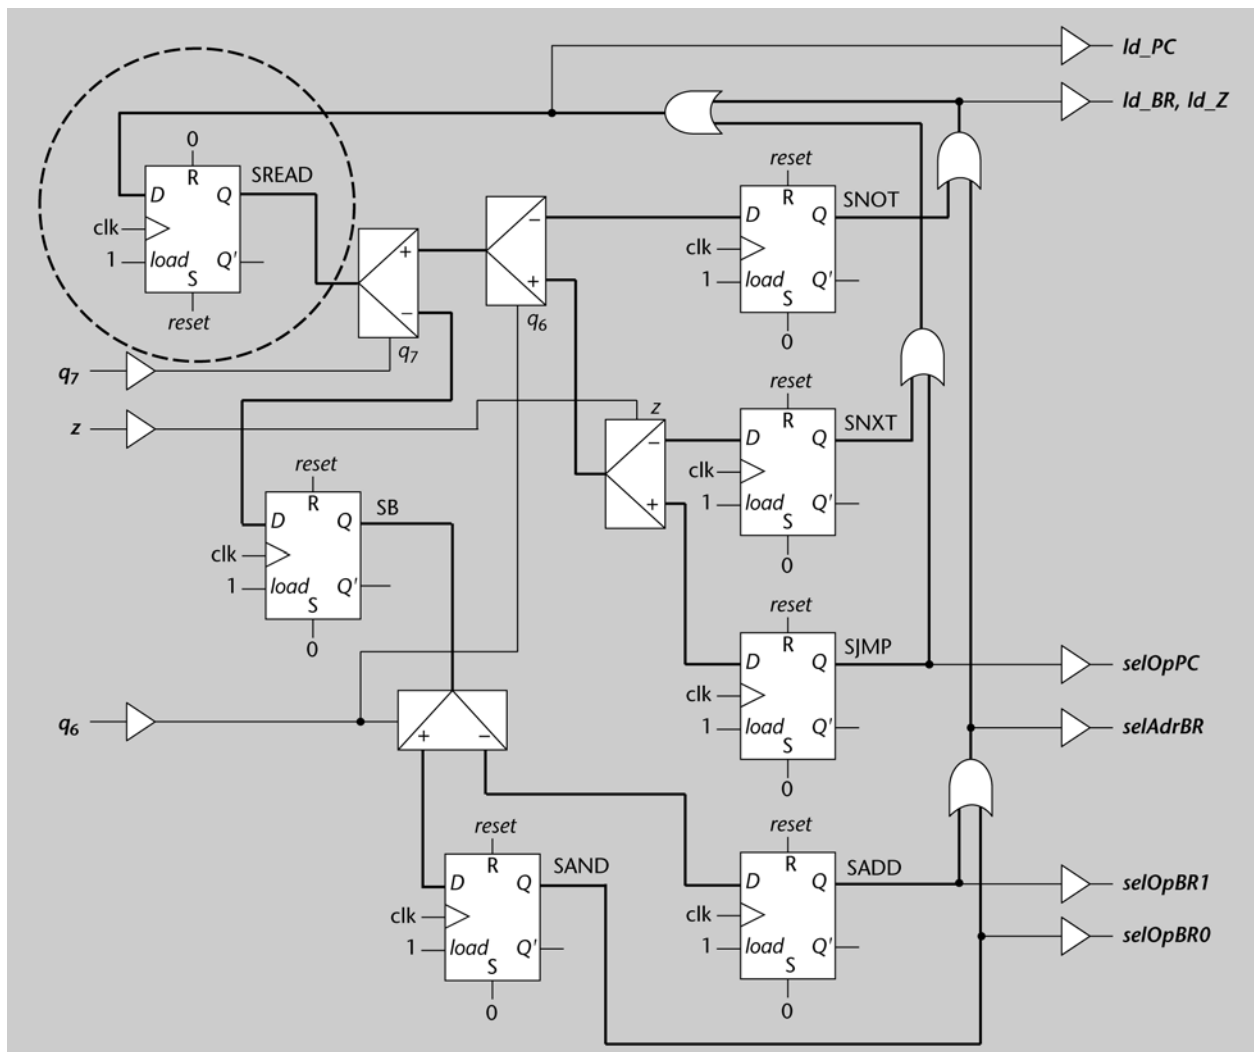 ld_PC
ld_BR, ld_Z
0
R
SREAD
D
Q
clk
1
load
Q'
S
reset
+
−
q7
−
+
q6
reset
R
SNOT
D
Q
clk
1
load
Q'
S
0
q7
z
z
−
+
reset
R
SNXT
D
Q
clk
1
load
Q'
S
0
reset
R
SB
D
Q
clk
1
load
Q'
S
0
reset
R
SJMP
D
Q
clk
1
load
Q'
S
0
selOpPC
selAdrBR
q6
+
−
reset
R
SAND
D
Q
clk
1
load
Q'
S
0
reset
R
SADD
D
Q
clk
1
load
Q'
S
0
selOpBR1
selOpBR0